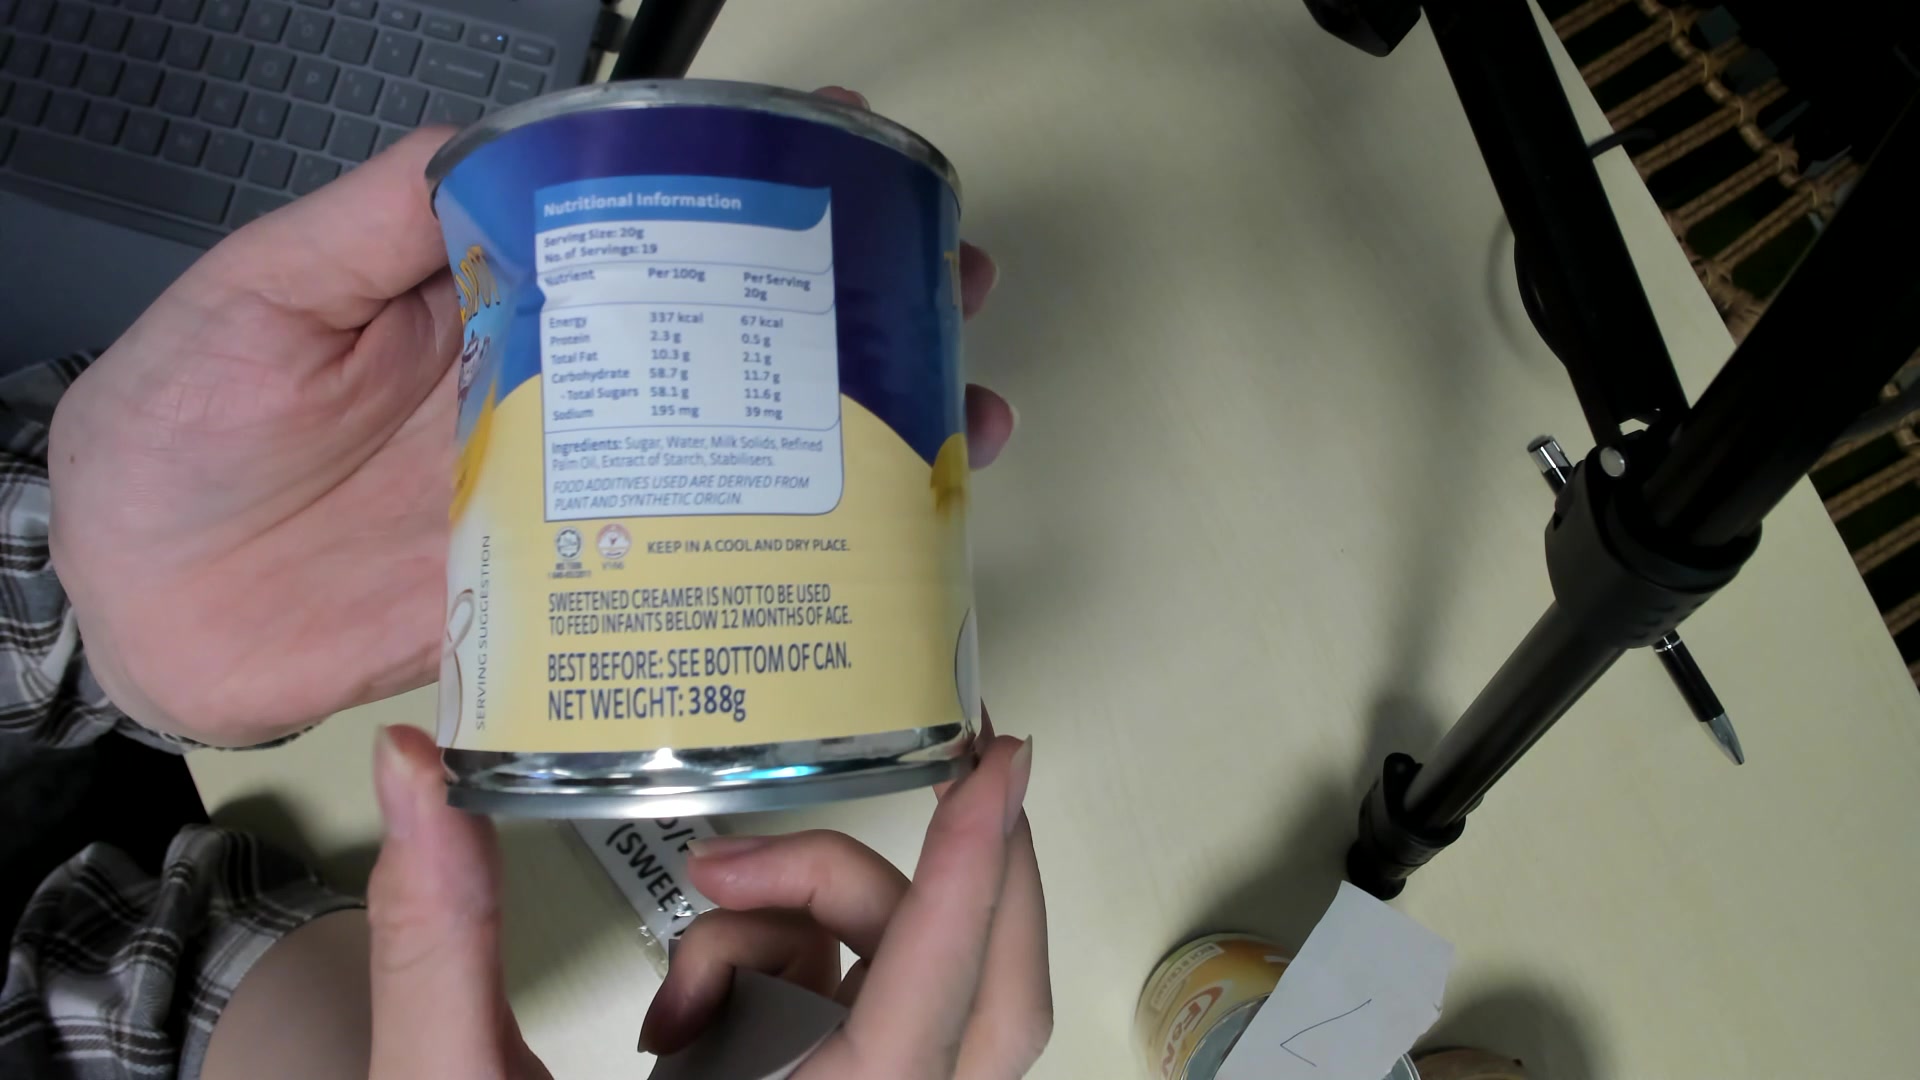 Nutritional Information
Serving Size: 20g
No. of Servings: 19
Nutrient Per 100g Per Serving 20g
Energy 337 kcal 67 kcal
Protein 2.3 g 0.5 g
Total Fat 10.3 g 2.1 g
Carbohydrate 58.7 g 11.7 g
- Total Sugars 58.1 g 11.6 g
Sodium 195 mg 39 mg
Ingredients: Sugar, Water, Milk Solids, Refined
Palm Oil, Extract of Starch, Stabilisers.
FOOD ADDITIVES USED ARE DERIVED FROM
PLANT AND SYNTHETIC ORIGIN
V166
KEEP IN A COOL AND DRY PLACE.
SWEETENED CREAMER IS NOT TO BE USED
TO FEED INFANTS BELOW 12 MONTHS OF AGE.
BEST BEFORE: SEE BOTTOM OF CAN.
NET WEIGHT: 388g
SERVING SUGGESTION